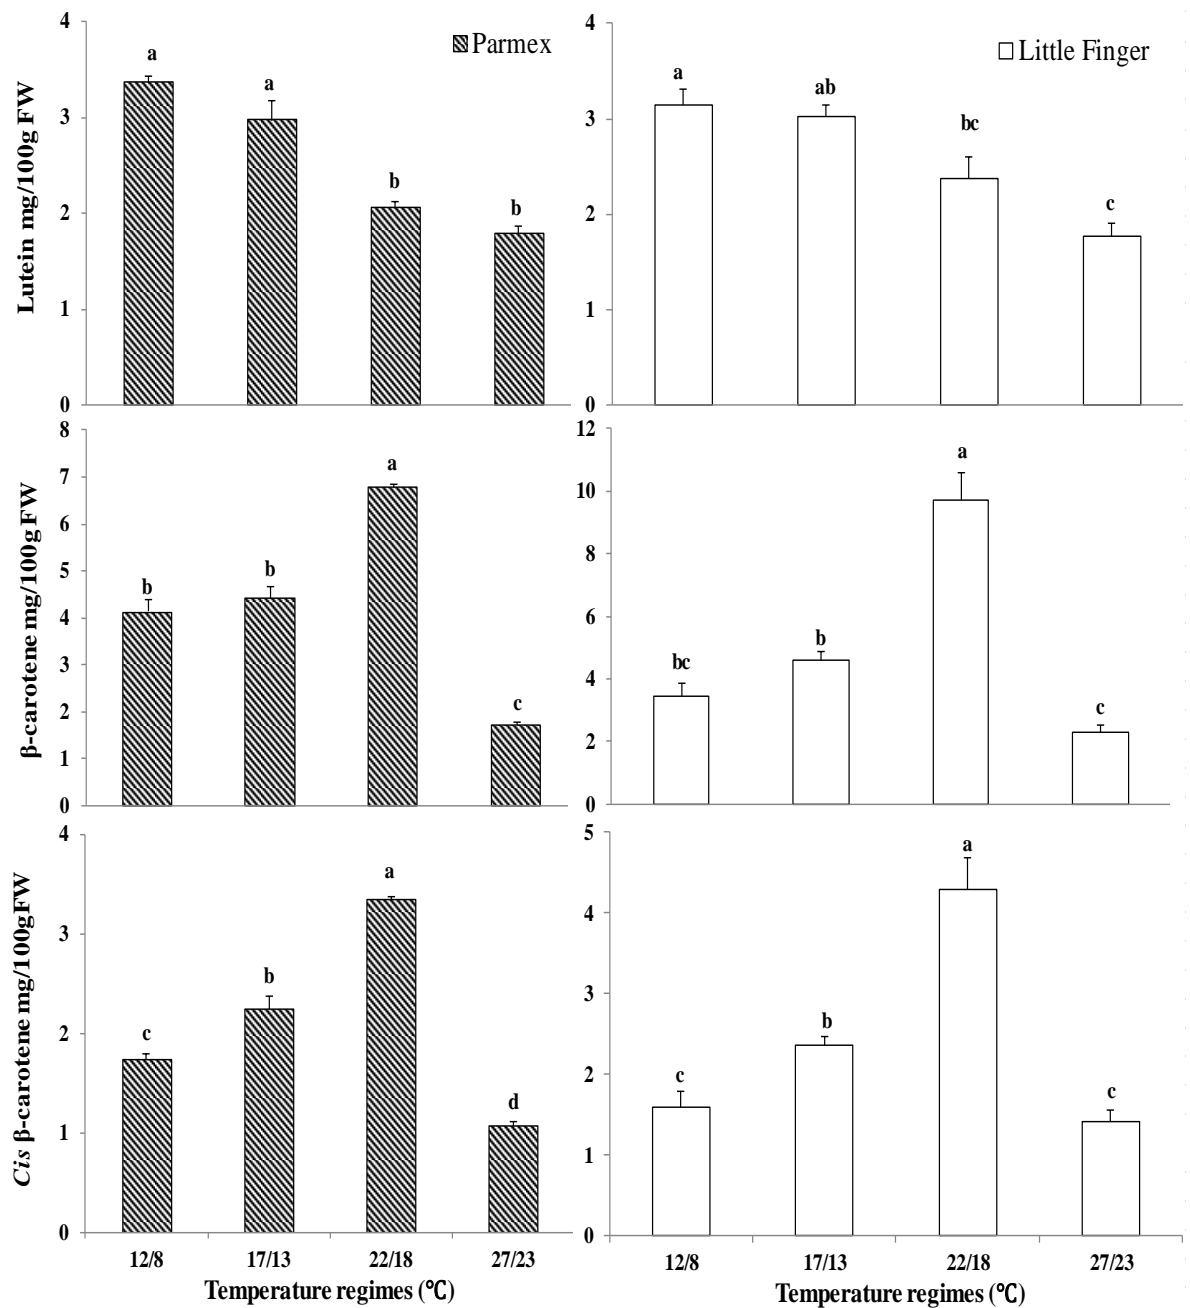 Parmex
Lutein mg/100g FW
4
3
2
1
0
a
a
b
b
Little Finger
4
3
2
1
0
a
ab
bc
c
β-carotene mg/100g FW
8
7
6
5
4
3
2
1
0
b
b
a
c
12
10
8
6
4
2
0
bc
b
a
c
Cis β-carotene mg/100gFW
4
3
2
1
0
c
b
a
d
12/8 17/13 22/18 27/23
Temperature regimes (℃)
5
4
3
2
1
0
c
b
a
c
12/8 17/13 22/18 27/23
Temperature regimes (℃)